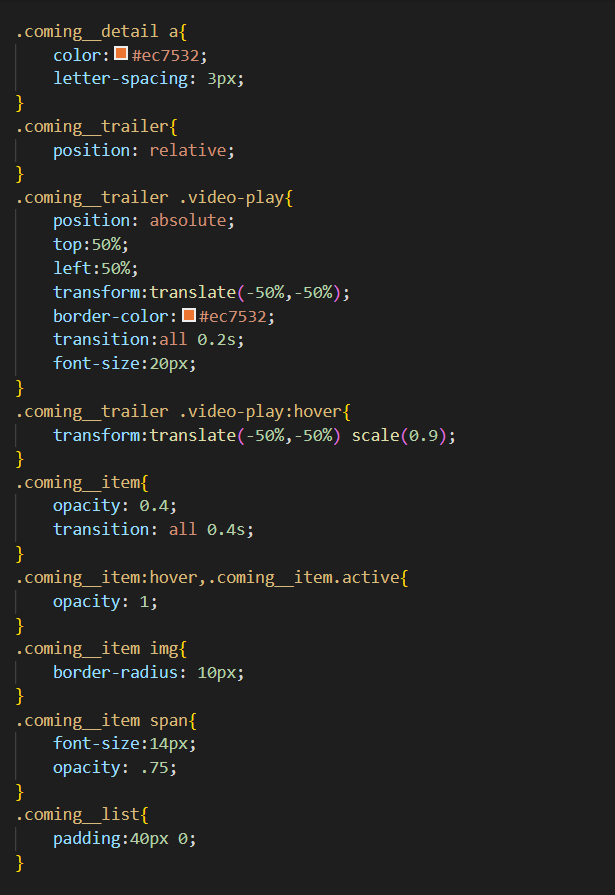 .coming__detail a{
    color:#ec7532;
    letter-spacing: 3px;
}
.coming__trailer{
    position: relative;
}
.coming__trailer .video-play{
    position: absolute;
    top:50%;
    left:50%;
    transform:translate(-50%,-50%);
    border-color:#ec7532;
    transition:all 0.2s;
    font-size:20px;
}
.coming__trailer .video-play:hover{
    transform:translate(-50%,-50%) scale(0.9);
}
.coming__item{
    opacity: 0.4;
    transition: all 0.4s;
}
.coming__item:hover,.coming__item.active{
    opacity: 1;
}
.coming__item img{
    border-radius: 10px;
}
.coming__item span{
    font-size:14px;
    opacity: .75;
}
.coming__list{
    padding:40px 0;
}